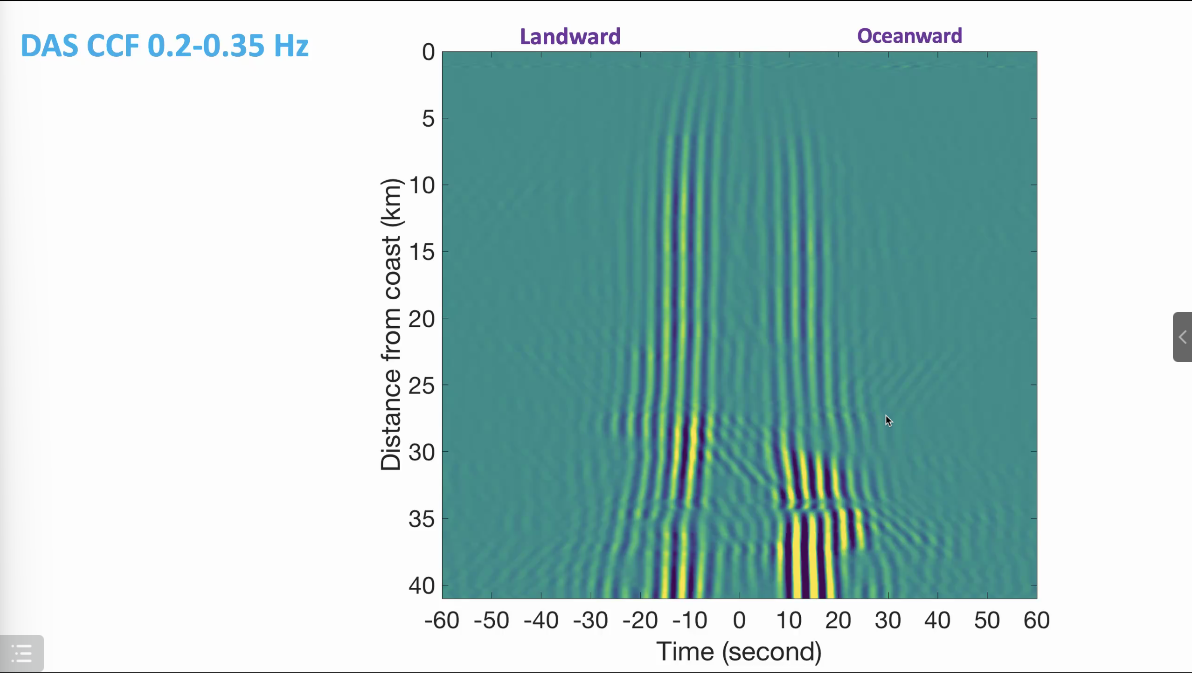 DAS CCF 0.2-0.35 Hz
Landward
Oceanward
0
5
10
15
20
25
30
35
40
Distance from coast (km)
-60 -50 -40 -30 -20 -10 0 10 20 30 40 50 60
Time (second)